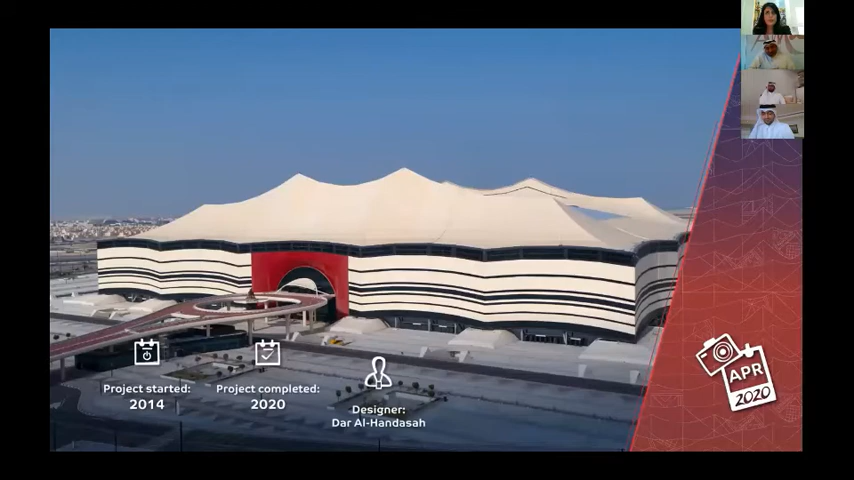 Project started:
2014
Project completed:
2020
Designer:
Dar Al-Handasah
APR
2020